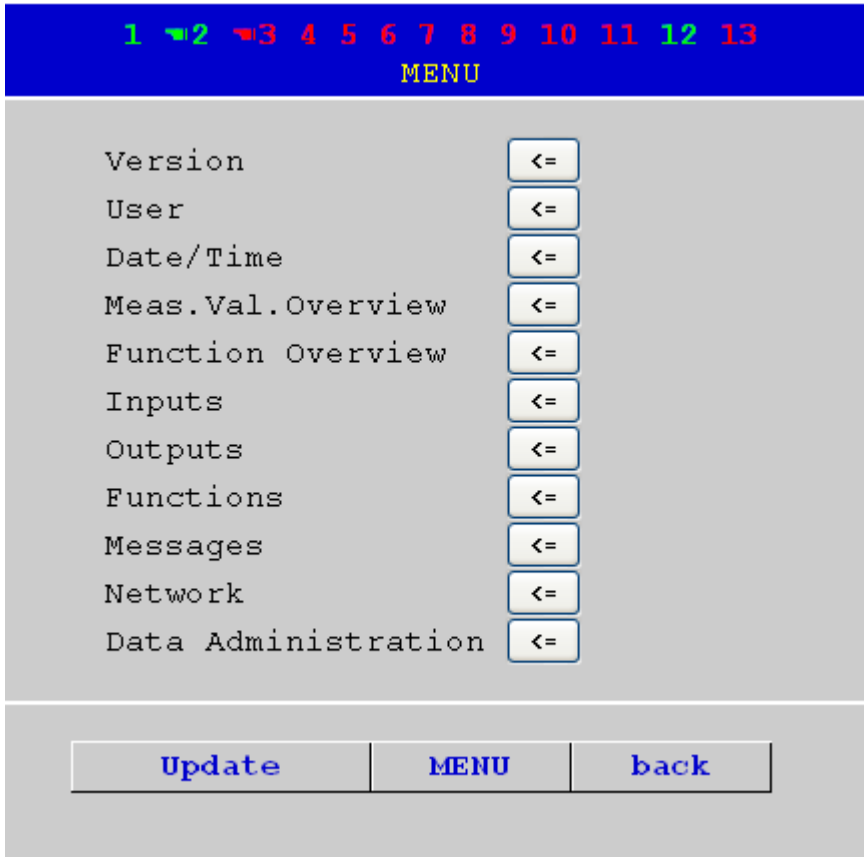 1 ☚2 ☚3 4 5 6 7 8 9 10 11 12 13
MENU
Version <=
User <=
Date/Time <=
Meas.Val.Overview <=
Function Overview <=
Inputs <=
Outputs <=
Functions <=
Messages <=
Network <=
Data Administration <=
Update MENU back